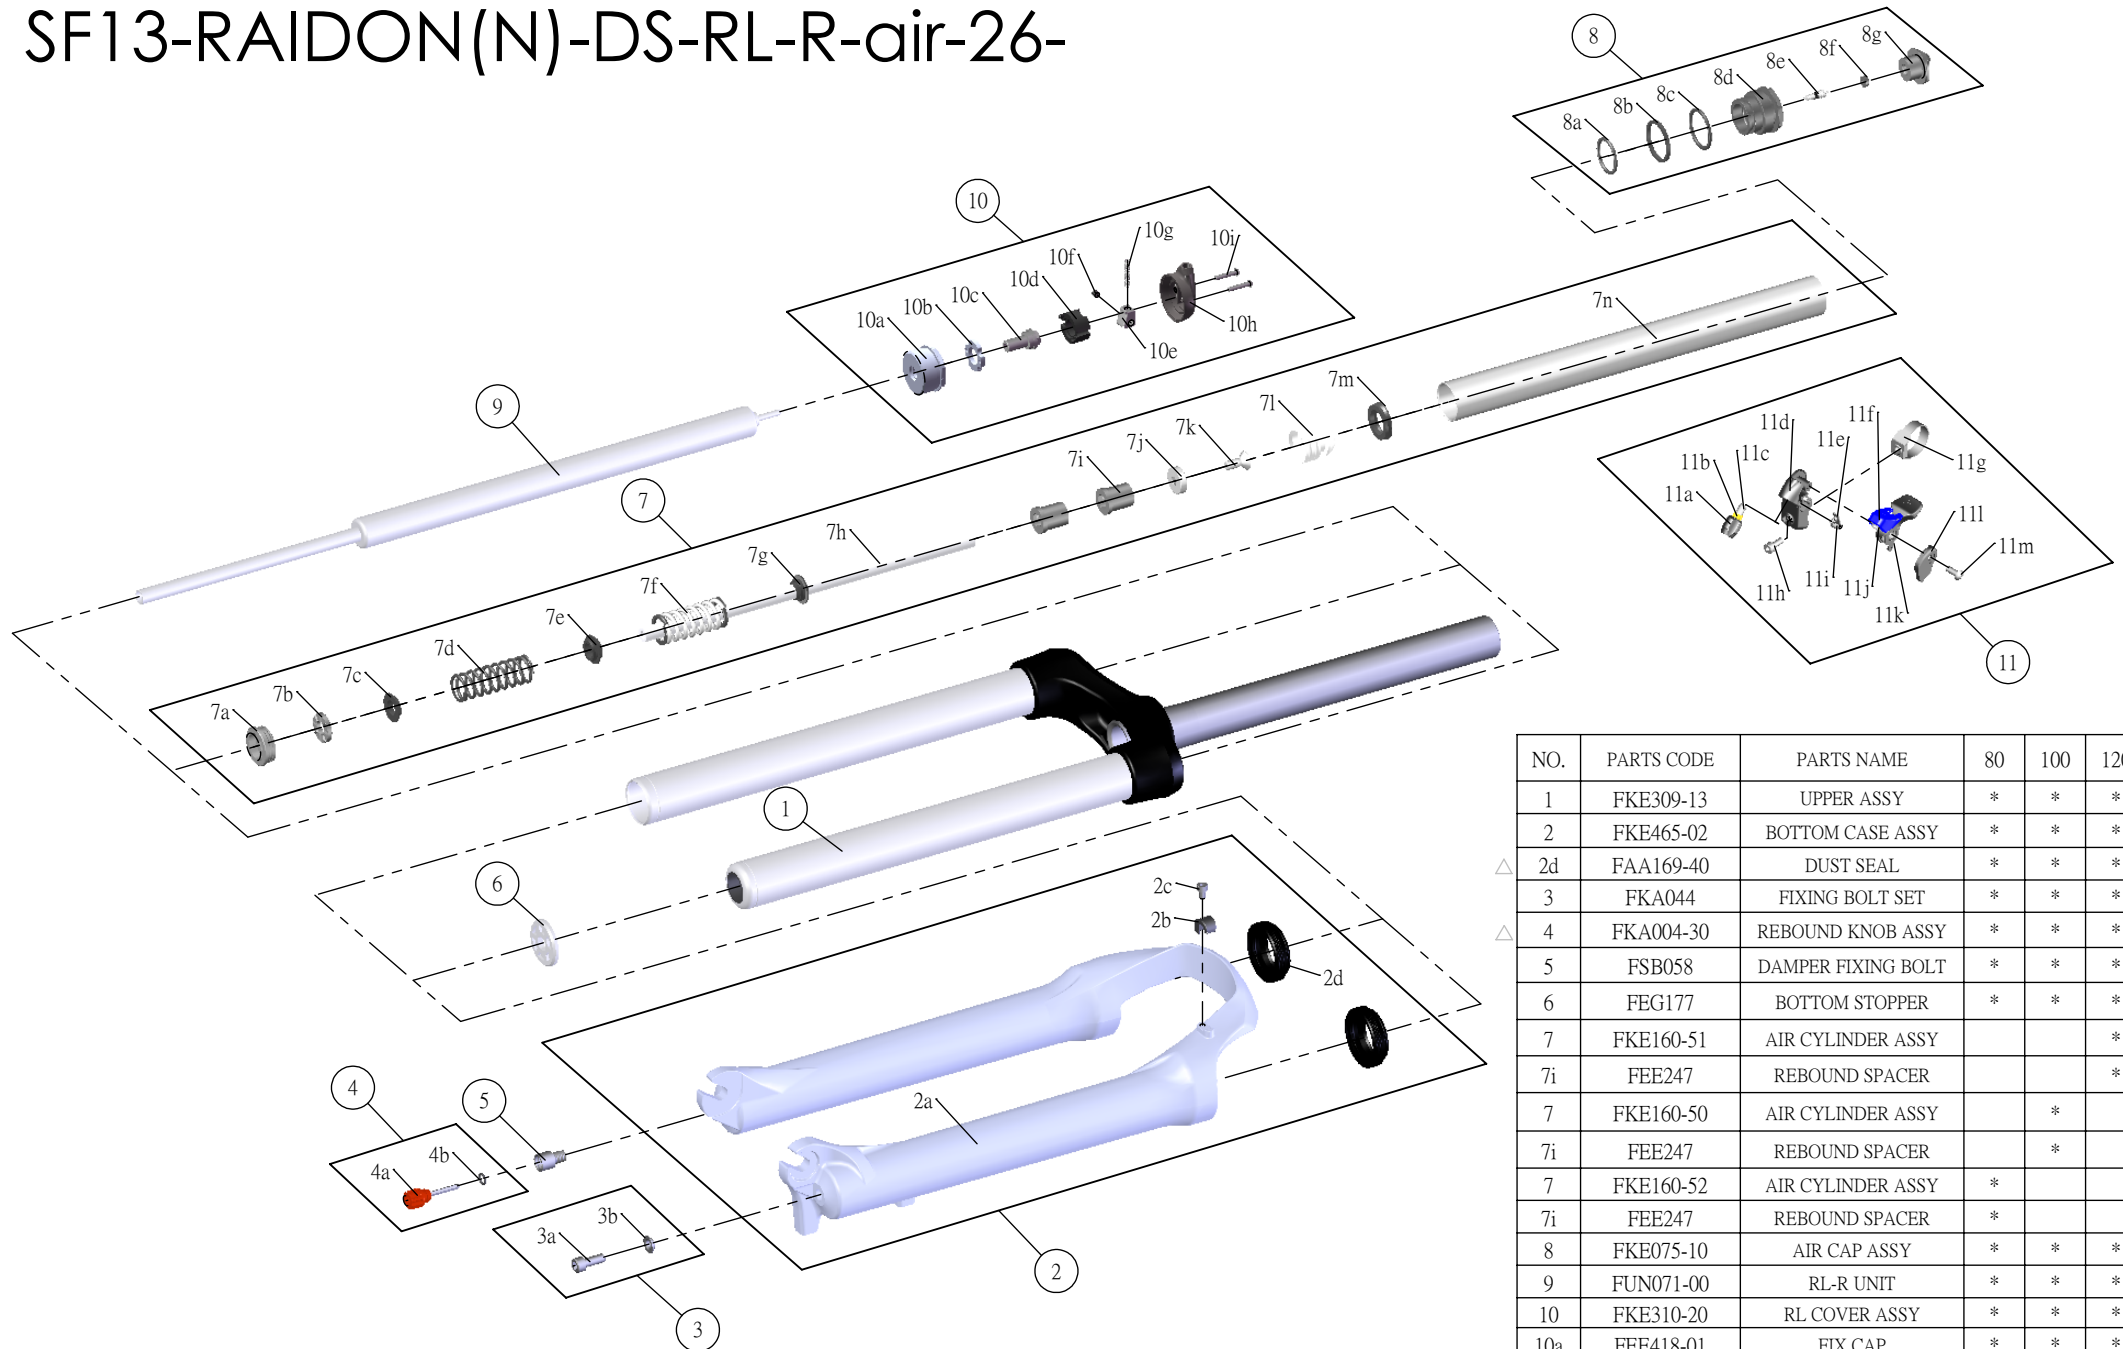 SF13-RAIDON(N)-DS-RL-R-air-26-
8
8a
8b
8c
8d
8e
8f
8g
10
10a
10b
10c
10d
10e
10f
10g
10h
10i
9
7
7a
7b
7c
7d
7e
7f
7g
7h
7i
7j
7k
7l
7m
7n
11a
11b
11c
11d
11e
11f
11g
11h
11i
11j
11k
11l
11m
11
1
6
2a
2b
2c
2d
2
4
4a
4b
5
3a
3b
3
NO. PARTS CODE PARTS NAME 80 100
1 FKE309-13 UPPER ASSY * * *
2 FKE465-02 BOTTOM CASE ASSY * * *
△ 2d FAA169-40 DUST SEAL * * *
3 FKA044 FIXING BOLT SET * * *
△ 4 FKA004-30 REBOUND KNOB ASSY * * *
5 FSB058 DAMPER FIXING BOLT * * *
6 FEG177 BOTTOM STOPPER * * *
7 FKE160-51 AIR CYLINDER ASSY *
7i FEE247 REBOUND SPACER *
7 FKE160-50 AIR CYLINDER ASSY *
7i FEE247 REBOUND SPACER *
7 FKE160-52 AIR CYLINDER ASSY *
7i FEE247 REBOUND SPACER *
8 FKE075-10 AIR CAP ASSY * * *
9 FUN071-00 RL-R UNIT * * *
10 FKE310-20 RL COVER ASSY * * *
10a FEE418-01 FIX CAP * * *